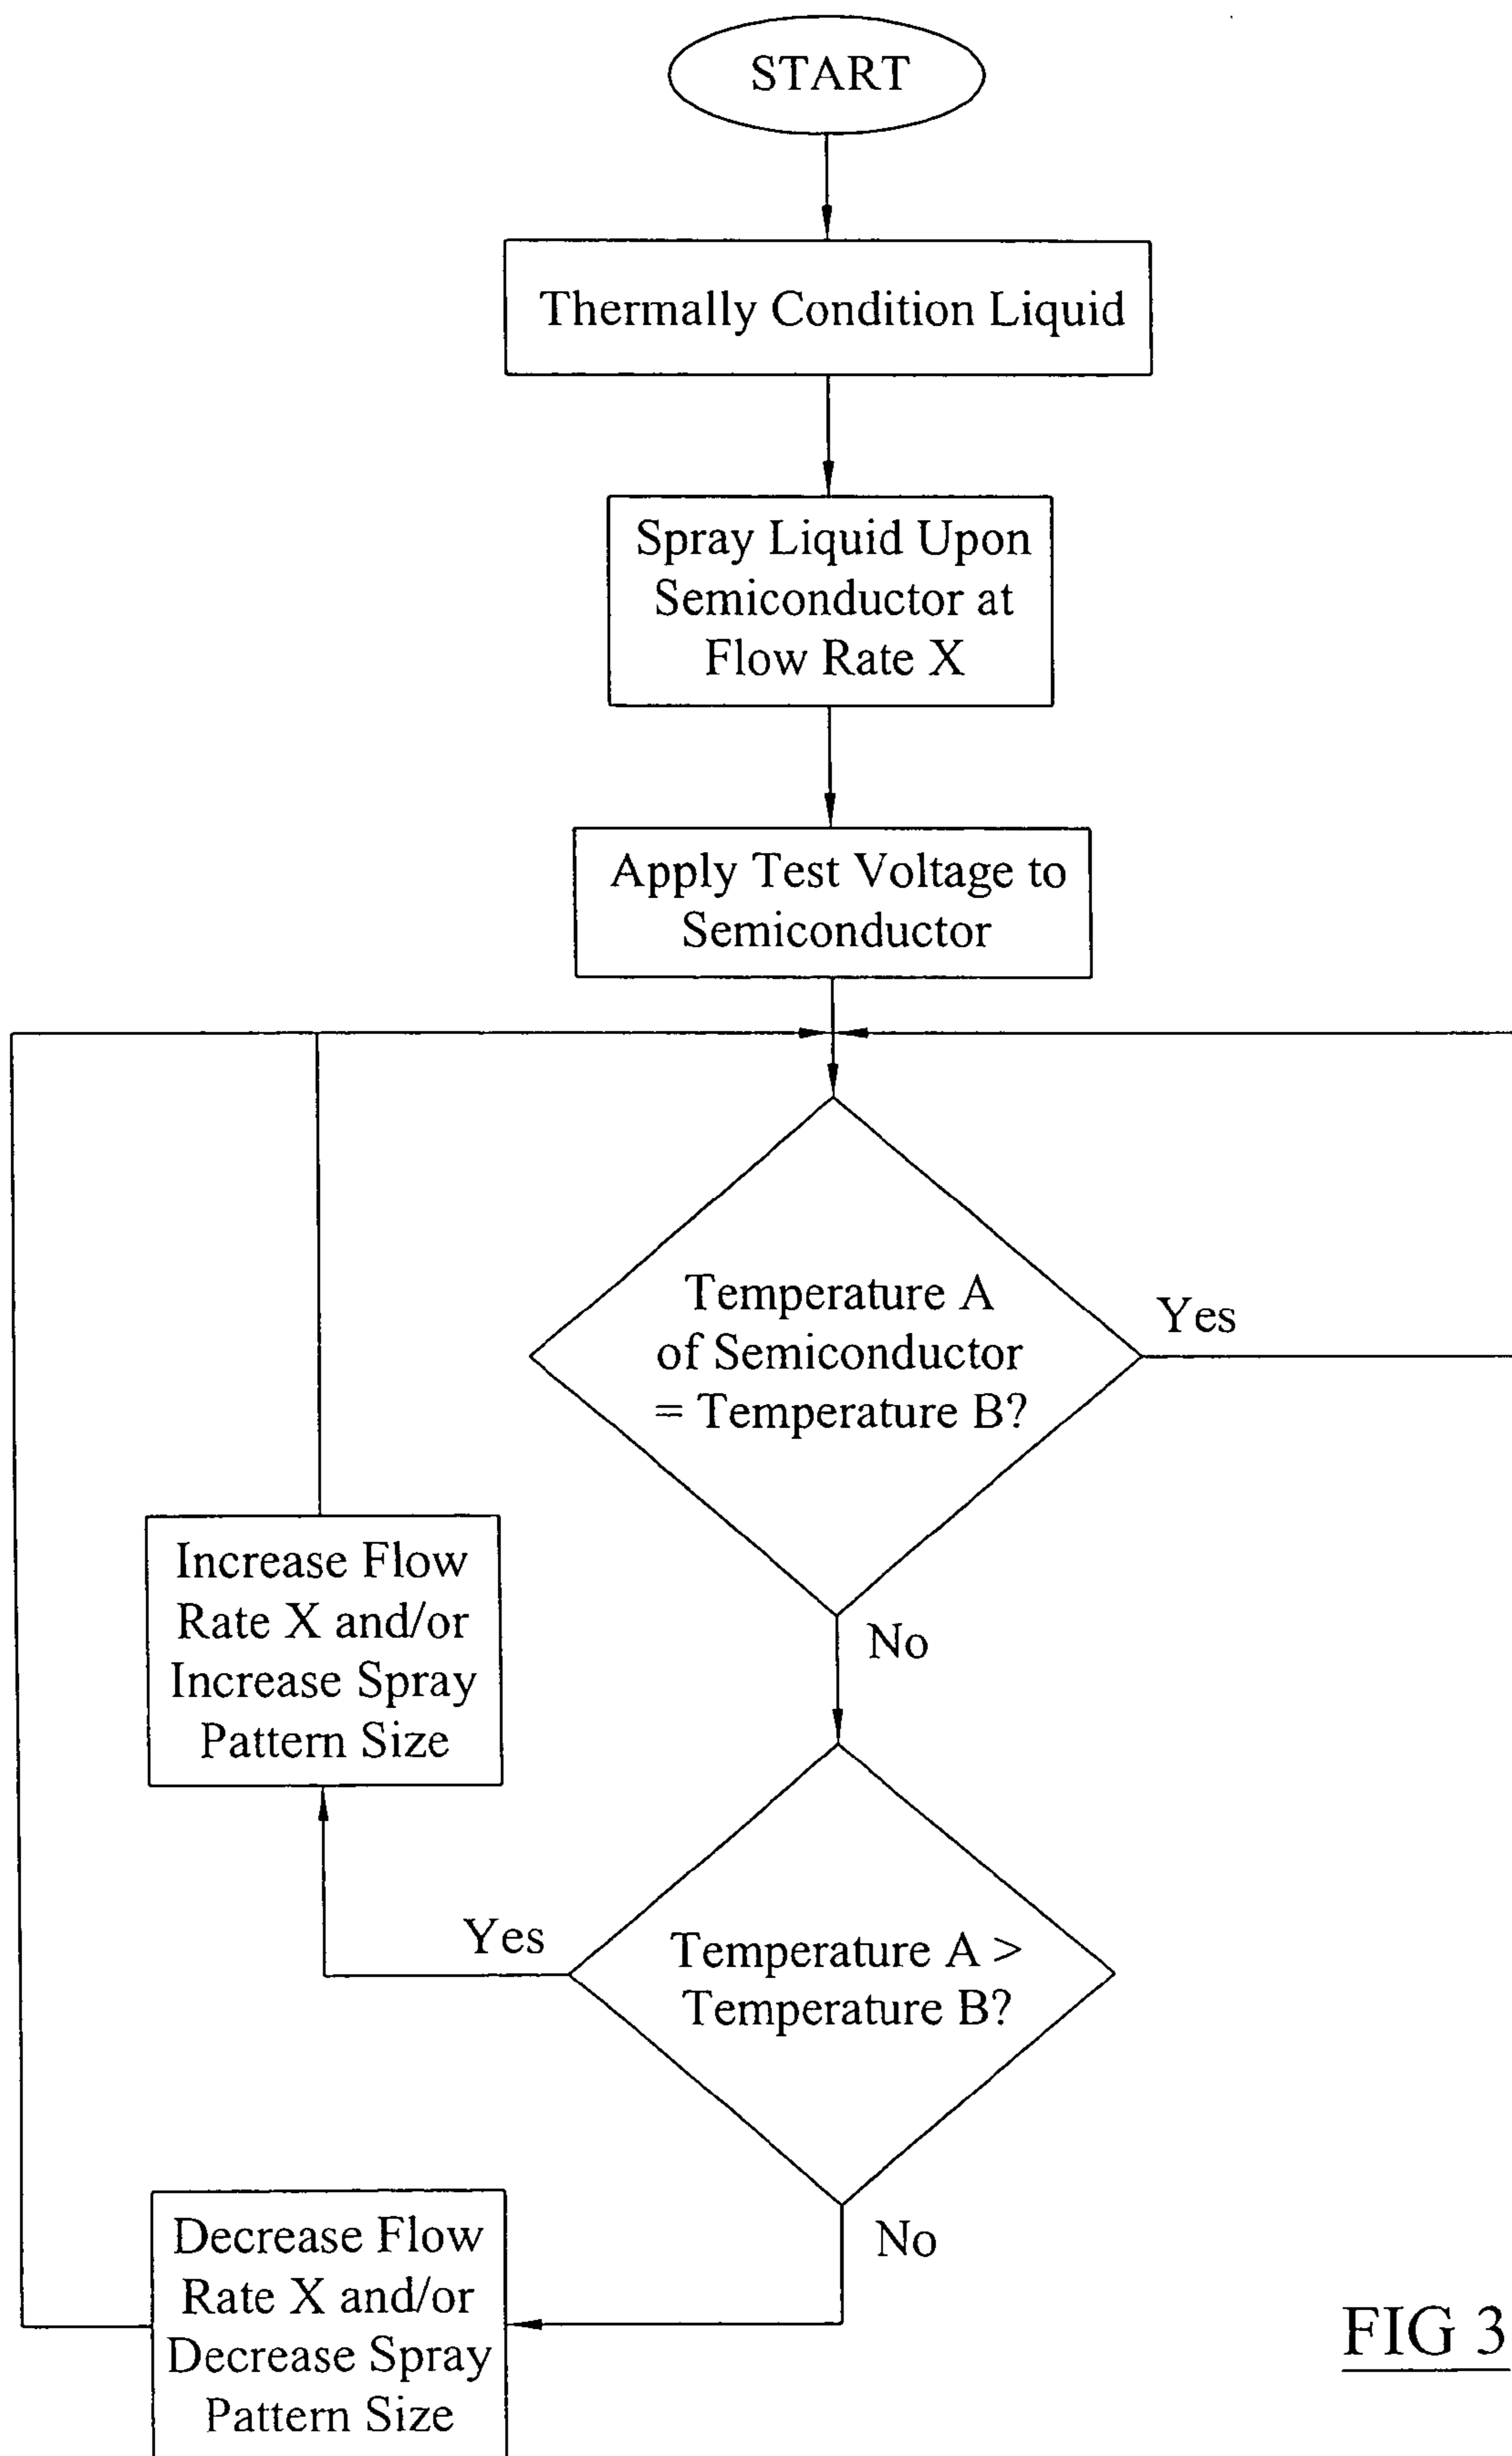 START
Thermally Condition Liquid
Spray Liquid Upon
Semiconductor at
Flow Rate X
Apply Test Voltage to
Semiconductor
Temperature A
of Semiconductor
= Temperature B?
Yes
No
Increase Flow
Rate X and/or
Increase Spray
Pattern Size
Yes
Temperature A >
Temperature B?
No
Decrease Flow
Rate X and/or
Decrease Spray
Pattern Size
FIG 3